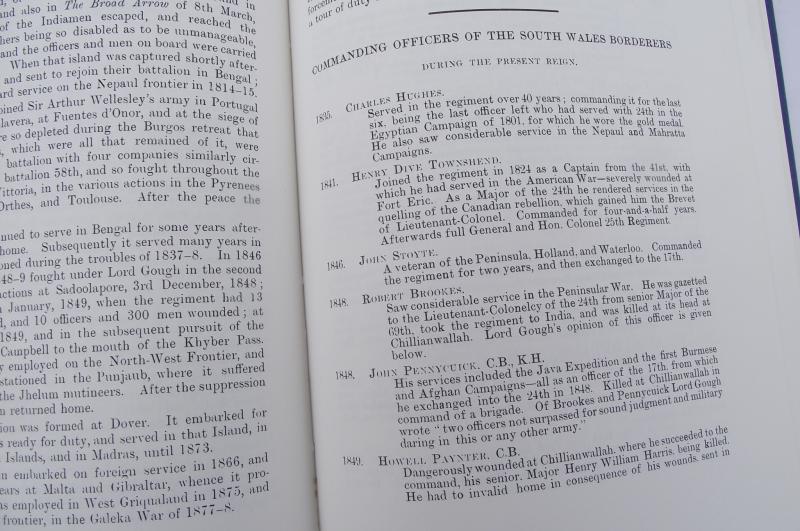 and also in The Broad Arrow of 8th March,
of the Indiamen escaped, and reached the
hers being so disabled as to be unmanageable,
and the officers and men on board were carried
When that island was captured shortly after-
and sent to rejoin their battalion in Bengal;
ard service on the Nepaul frontier in 1814-15.
oined Sir Arthur Wellesley's army in Portugal
lavera, at Fuentes d'Onor, and at the siege of
re so depleted during the Burgos retreat that
, which were all that remained of it, were
battalion with four companies similarly cir-
battalion 58th, and so fought throughout the
Vittoria, in the various actions in the Pyrenees
Orthes, and Toulouse. After the peace the
nued to serve in Bengal for some years after-
home. Subsequently it served many years in
oned during the troubles of 1837-8. In 1846
48-9 fought under Lord Gough in the second
ctions at Sadoolapore, 3rd December, 1848;
h January, 1849, when the regiment had 13
d, and 10 officers and 300 men wounded; at
1849, and in the subsequent pursuit of the
Campbell to the mouth of the Khyber Pass.
y employed on the North-West Frontier, and
stationed in the Punjaub, where it suffered
the Jhelum mutineers. After the suppression
n returned home.
ion was formed at Dover. It embarked for
s ready for duty, and served in that Island, in
Islands, and in Madras, until 1873.
n embarked on foreign service in 1866, and
ears at Malta and Gibraltar, whence it pro-
s employed in West Griqualand in 1875, and
frontier, in the Galeka War of 1877-8.
a tour of duty
COMMANDING OFFICERS OF THE SOUTH WALES BORDERERS
DURING THE PRESENT REIGN.
1835. CHARLES HUGHES.
Served in the regiment over 40 years; commanding it for the last
six, being the last officer left who had served with 24th in the
Egyptian Campaign of 1801, for which he wore the gold medal.
He also saw considerable service in the Nepaul and Mahratta
Campaigns.
1841. HENRY DIVE TOWNSHEND.
Joined the regiment in 1824 as a Captain from the 41st, with
which he had served in the American War—severely wounded at
Fort Eric. As a Major of the 24th he rendered services in the
quelling of the Canadian rebellion, which gained him the Brevet
of Lieutenant-Colonel. Commanded for four-and-a-half years.
Afterwards full General and Hon. Colonel 25th Regiment.
1846. JOHN STOYTE.
A veteran of the Peninsula, Holland, and Waterloo. Commanded
the regiment for two years, and then exchanged to the 17th.
1848. ROBERT BROOKES.
Saw considerable service in the Peninsular War. He was gazetted
to the Lieutenant-Colonelcy of the 24th from senior Major of the
69th, took the regiment to India, and was killed at its head at
Chillianwallah. Lord Gough's opinion of this officer is given
below.
1848. JOHN PENNYCUICK, C.B., K.H.
His services included the Java Expedition and the first Burmese
and Afghan Campaigns—all as an officer of the 17th, from which
he exchanged into the 24th in 1848. Killed at Chillianwallah in
command of a brigade. Of Brookes and Pennycuick Lord Gough
wrote "two officers not surpassed for sound judgment and military
daring in this or any other army."
1849. HOWELL PAYNTER, C.B.
Dangerously wounded at Chillianwallah, where he succeeded to the
command, his senior, Major Henry William Harris, being killed.
He had to invalid home in consequence of his wounds, sent in